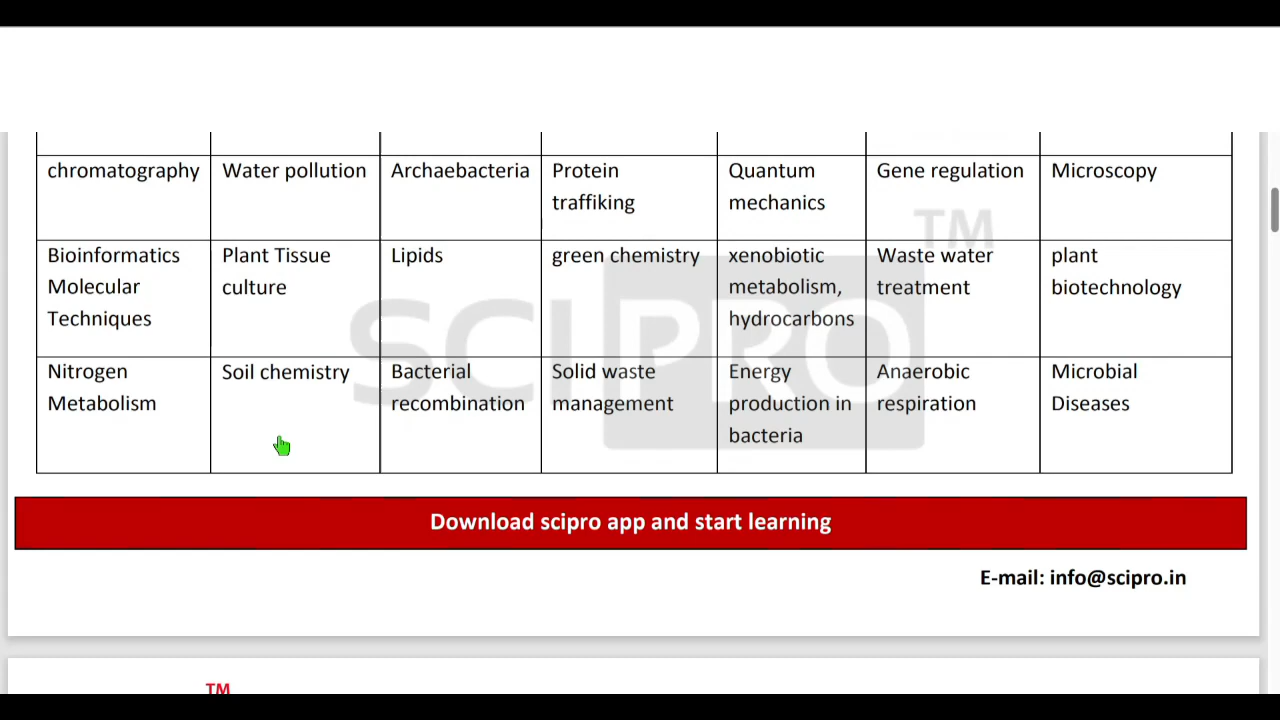 chromatography
Water pollution
Archaebacteria
Protein
traffiking
Quantum
mechanics
Gene regulation
Microscopy
Bioinformatics
Molecular
Techniques
Plant Tissue
culture
Lipids
green chemistry
xenobiotic
metabolism,
hydrocarbons
Waste water
treatment
plant
biotechnology
Nitrogen
Metabolism
Soil chemistry
Bacterial
recombination
Solid waste
management
Energy
production in
bacteria
Anaerobic
respiration
Microbial
Diseases
SCIPRO TM
Download scipro app and start learning
E-mail: info@scipro.in
TM